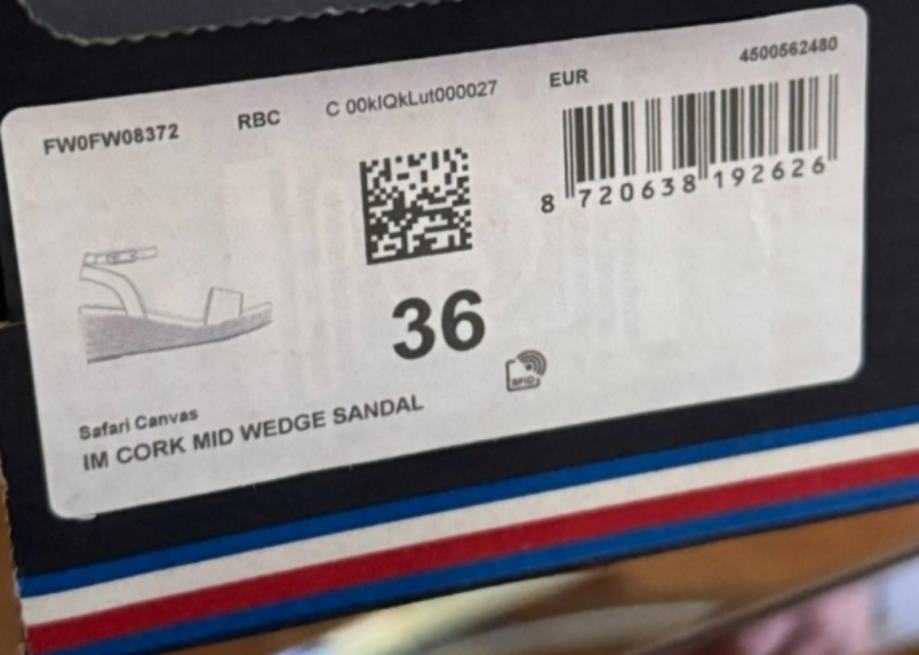 FW0FW08372 RBC C 00kIQkLut000027 EUR 4500562480
8 720638 192626
36
RFID
Safari Canvas
IM CORK MID WEDGE SANDAL